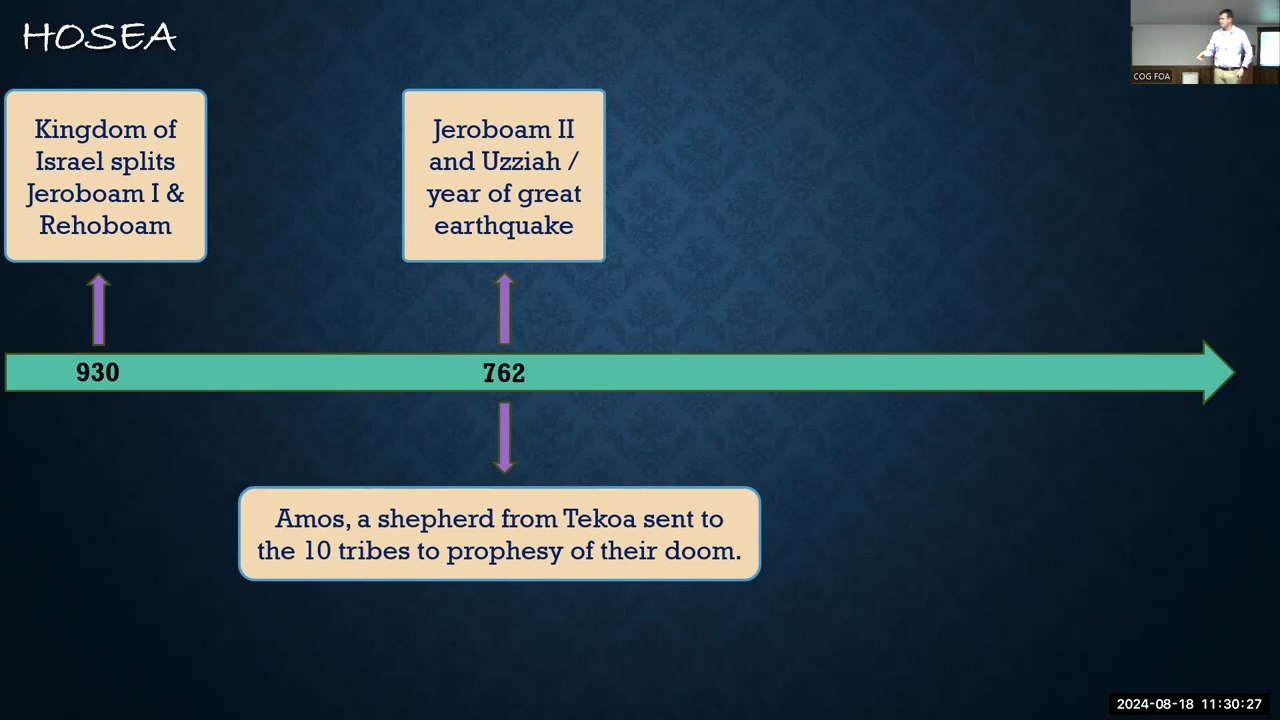 HOSEA
COG FOA
Kingdom of
Israel splits
Jeroboam I &
Rehoboam
Jeroboam II
and Uzziah /
year of great
earthquake
930
762
Amos, a shepherd from Tekoa sent to
the 10 tribes to prophesy of their doom.
2024-08-18 11:30:27